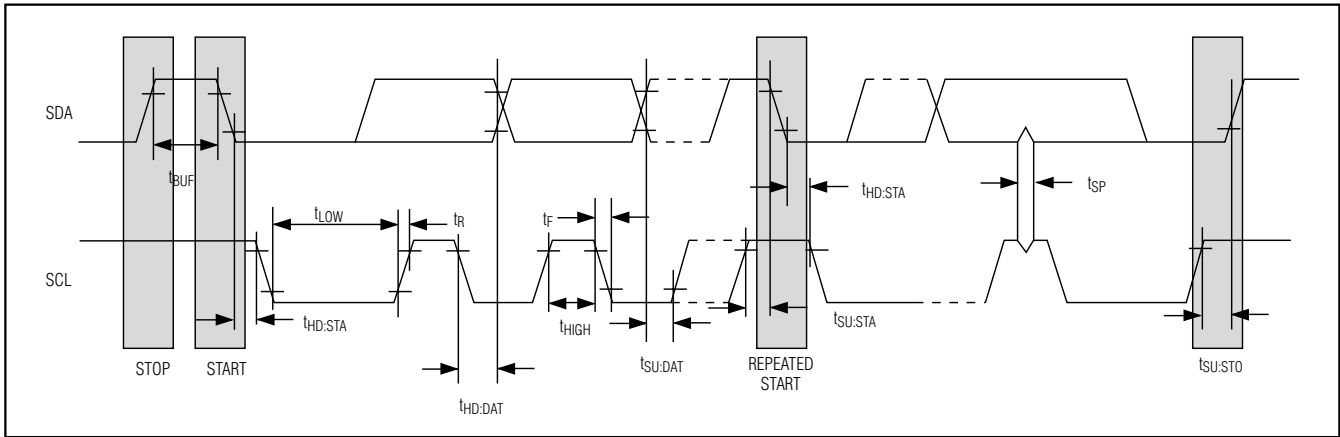 SDA
tBUF
tLOW
tR
tF
tHD:STA
tSP
SCL
tHD:STA
tHIGH
tSU:STA
tSU:DAT
STOP
START
REPEATED
START
tSU:STO
tHD:DAT